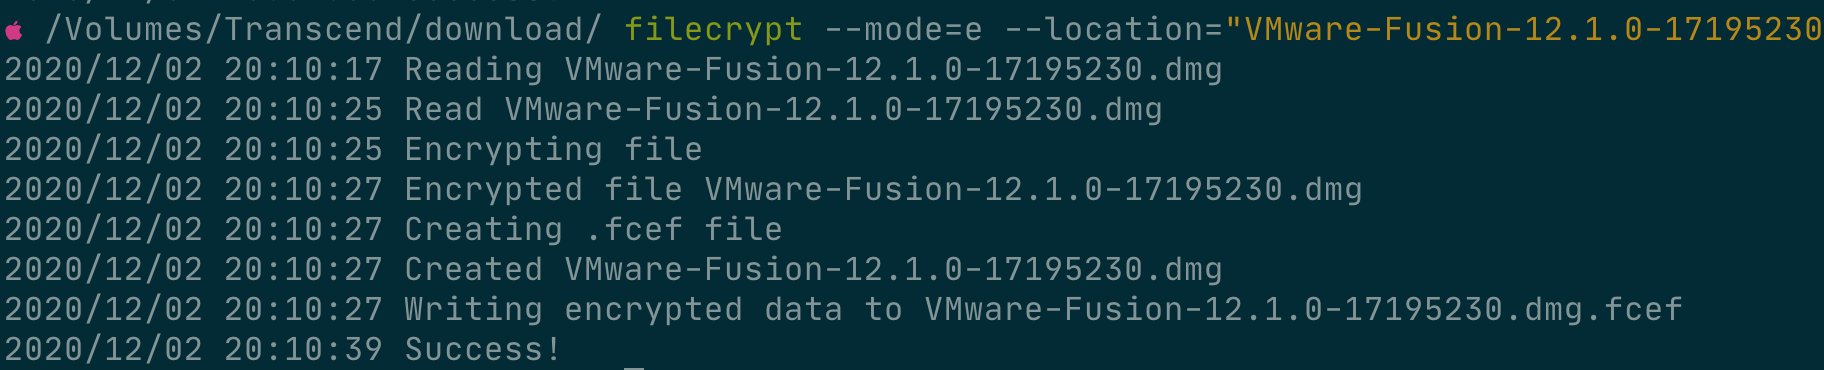 /Volumes/Transcend/download/ filecrypt --mode=e --location="VMware-Fusion-12.1.0-17195230
2020/12/02 20:10:17 Reading VMware-Fusion-12.1.0-17195230.dmg
2020/12/02 20:10:25 Read VMware-Fusion-12.1.0-17195230.dmg
2020/12/02 20:10:25 Encrypting file
2020/12/02 20:10:27 Encrypted file VMware-Fusion-12.1.0-17195230.dmg
2020/12/02 20:10:27 Creating .fcef file
2020/12/02 20:10:27 Created VMware-Fusion-12.1.0-17195230.dmg
2020/12/02 20:10:27 Writing encrypted data to VMware-Fusion-12.1.0-17195230.dmg.fcef
2020/12/02 20:10:39 Success!